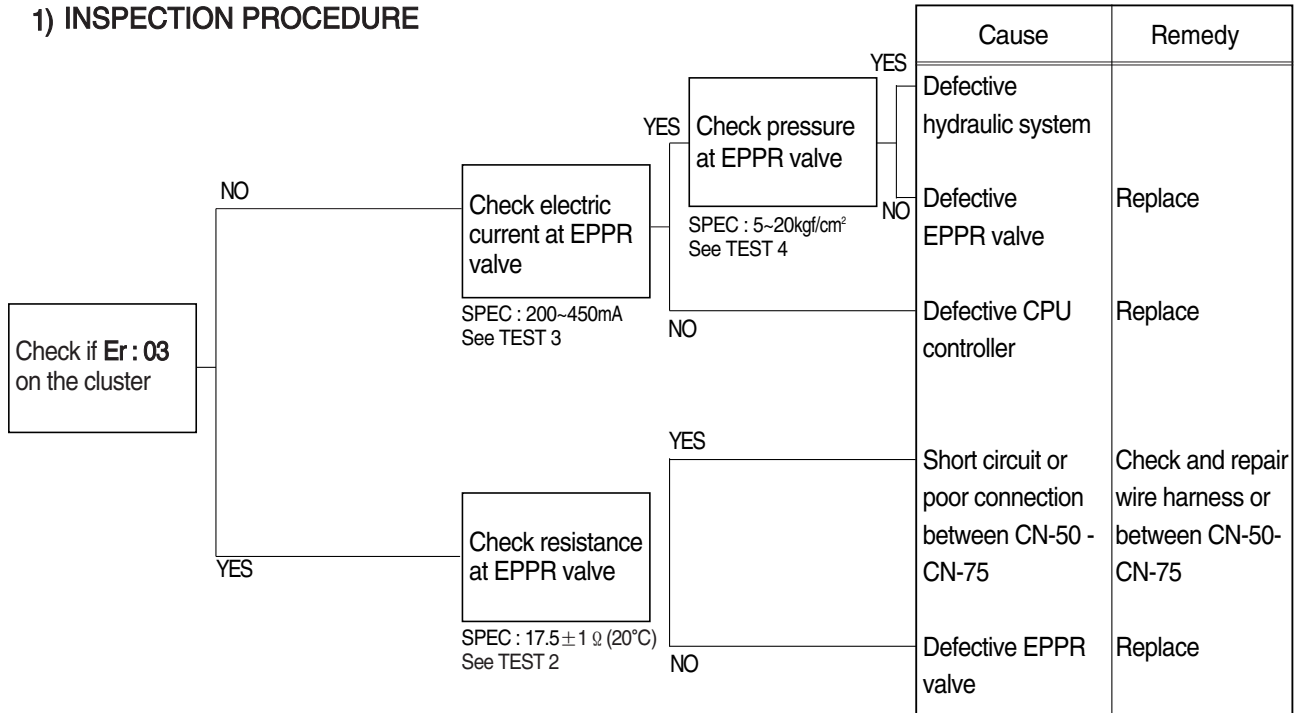 1) INSPECTION PROCEDURE
Cause
Remedy
Check if Er : 03
on the cluster
NO
YES
Check electric
current at EPPR
valve
SPEC : 200~450mA
See TEST 3
YES
NO
Check pressure
at EPPR valve
SPEC : 5~20kgf/cm²
See TEST 4
YES
NO
Defective
hydraulic system
Defective
EPPR valve
Replace
Defective CPU
controller
Replace
Check resistance
at EPPR valve
SPEC : 17.5±1 Ω (20°C)
See TEST 2
YES
NO
Short circuit or
poor connection
between CN-50 -
CN-75
Check and repair
wire harness or
between CN-50-
CN-75
Defective EPPR
valve
Replace